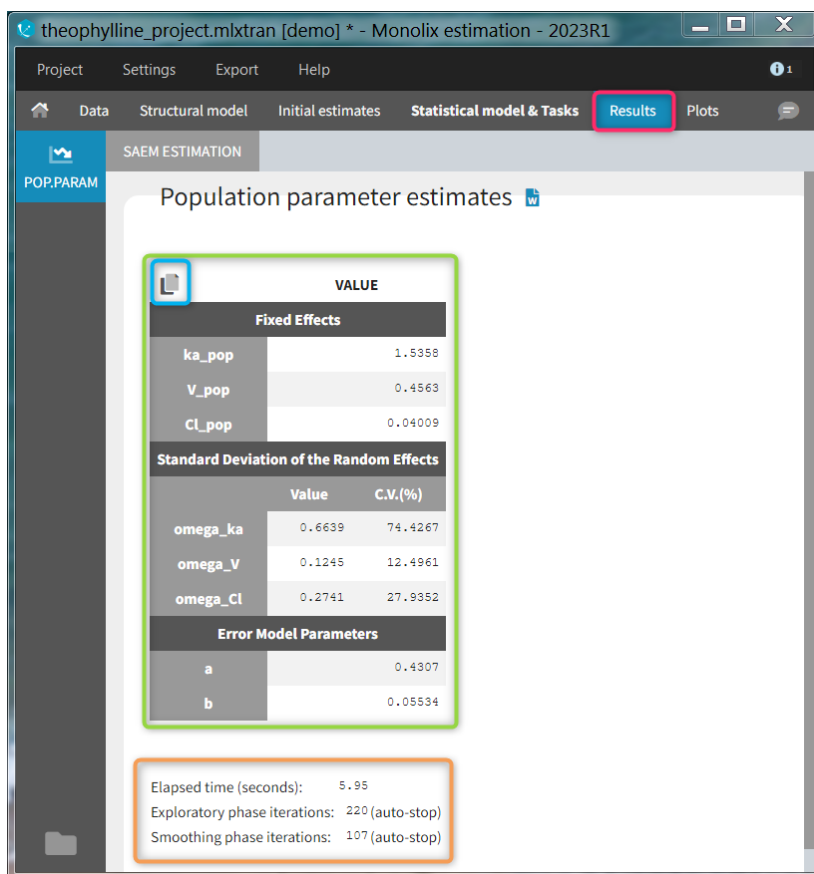 theophylline_project.mlxtran [demo] * - Monolix estimation - 2023R1
Project Settings Export Help 1
Data Structural model Initial estimates Statistical model & Tasks Results Plots
POP.PARAM
SAEM ESTIMATION
Population parameter estimates
VALUE
Fixed Effects
ka_pop 1.5358
V_pop 0.4563
Cl_pop 0.04009
Standard Deviation of the Random Effects
Value C.V.(%)
omega_ka 0.6639 74.4267
omega_V 0.1245 12.4961
omega_Cl 0.2741 27.9352
Error Model Parameters
a 0.4307
b 0.05534
Elapsed time (seconds): 5.95
Exploratory phase iterations: 220 (auto-stop)
Smoothing phase iterations: 107 (auto-stop)